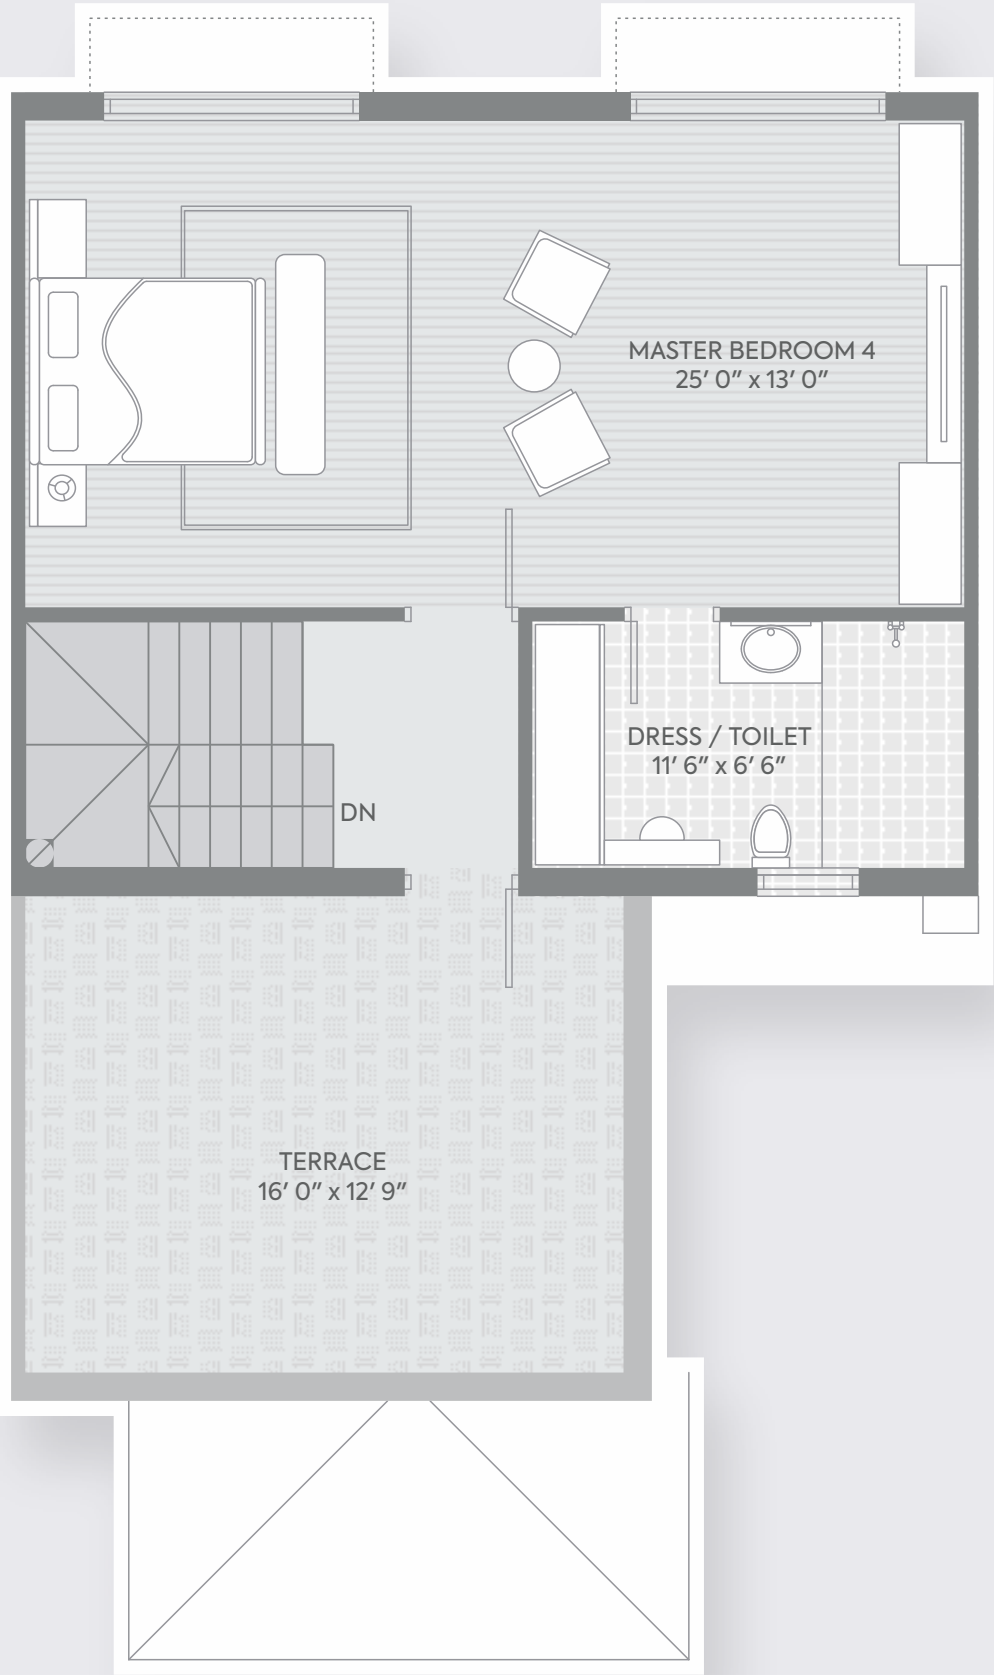 MASTER BEDROOM 4
25′ 0″ x 13′ 0″
DRESS / TOILET
11′ 6″ x 6′ 6″
DN
TERRACE
16′ 0″ x 12′ 9″